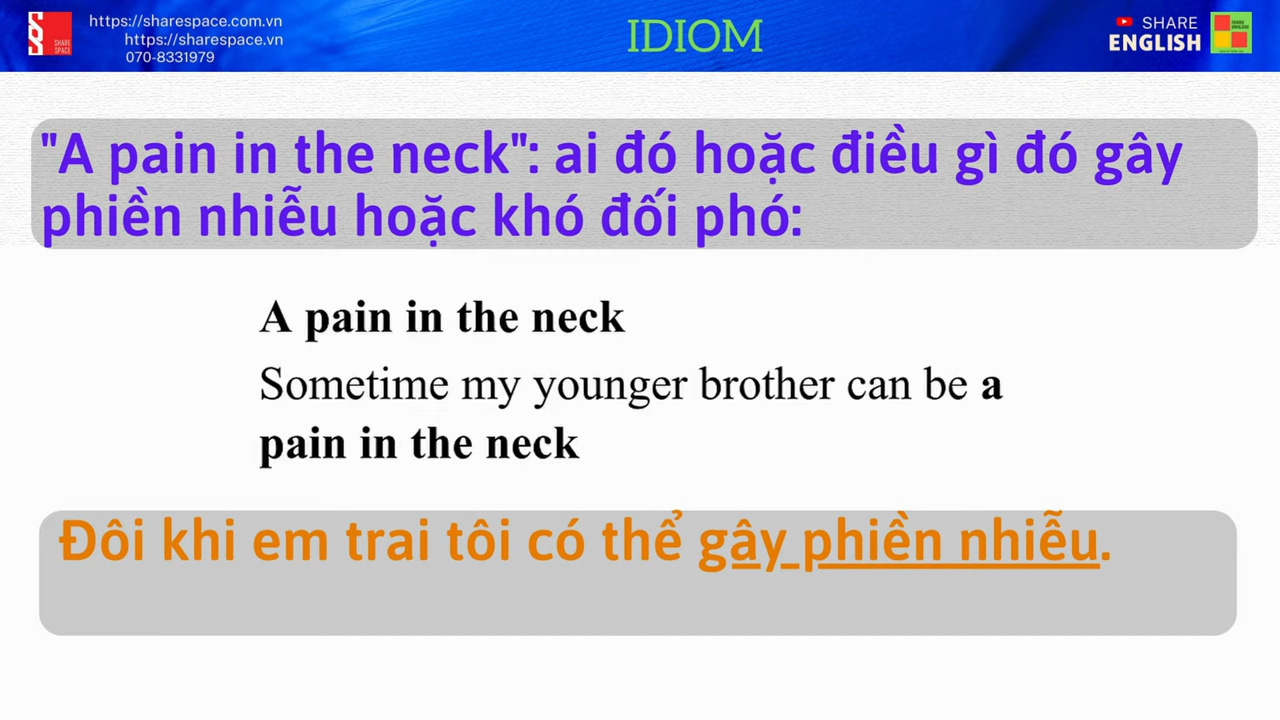 https://sharespace.com.vn
https://sharespace.vn
070-8331979
SHARE
SPACE
IDIOM
SHARE
ENGLISH
"A pain in the neck": ai đó hoặc điều gì đó gây
phiền nhiễu hoặc khó đối phó:
A pain in the neck
Sometime my younger brother can be a
pain in the neck
Đôi khi em trai tôi có thể gây phiền nhiễu.